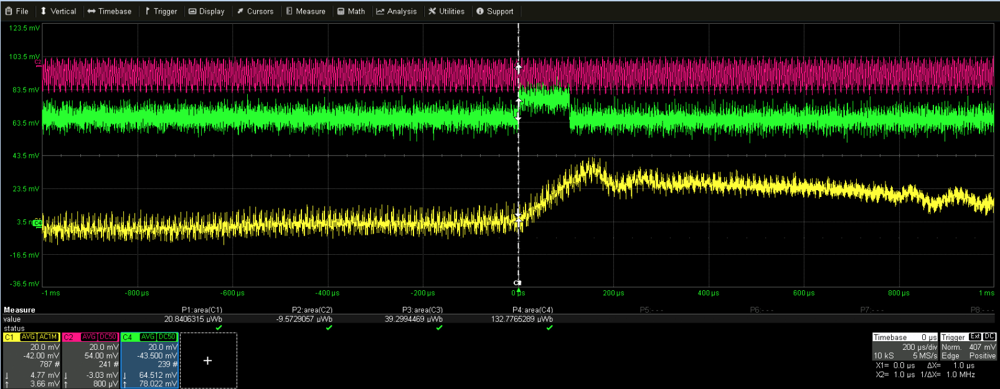 File Vertical Timebase Trigger Display Cursors Measure Math Analysis Utilities Support
123.5 mV
103.5 mV
C2
83.5 mV
63.5 mV
43.5 mV
23.5 mV
C4
-16.5 mV
-36.5 mV
-1 ms -800 µs -600 µs -400 µs -200 µs 0 µs 200 µs 400 µs 600 µs 800 µs 1 ms
Measure P1:area(C1) P2:area(C2) P3:area(C3) P4:area(C4) P5:- - - P6:- - - P7:- - - P8:- - -
value 20.8406315 µWb -9.5729057 µWb 39.2994469 µWb 132.7765289 µWb
status
C1 AVG AC1M C2 AVG DC50 C4 AVG DC50
20.0 mV 20.0 mV 20.0 mV
-42.00 mV 54.00 mV -43.500 mV
787 # 241 # 239 #
4.77 mV -3.03 mV 64.512 mV
3.66 mV 800 µV 78.022 mV
+
Timebase 0 µs Trigger Ext DC
200 µs/div Norm. 407 mV
10 kS 5 MS/s Edge Positive
X1= 0.0 µs ΔX= 1.0 µs
X2= 1.0 µs 1/ΔX= 1.0 MHz